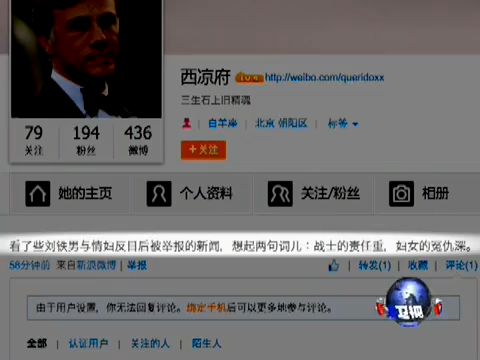 西凉府 http://weibo.com/queridoxx
三生石上旧精魂
白羊座 | 北京 朝阳区 | 标签
79 194 436
关注 粉丝 微博
+关注
她的主页 个人资料 关注/粉丝 相册
看了些刘铁男与情妇反目后被举报的新闻，想起两句词儿：战士的责任重，妇女的冤仇深。
58分钟前 来自新浪微博 | 举报
转发(1) | 收藏 | 评论(1)
由于用户设置，你无法回复评论。绑定手机后可以更多地参与评论。
卫视
全部 | 认证用户 | 关注的人 | 陌生人